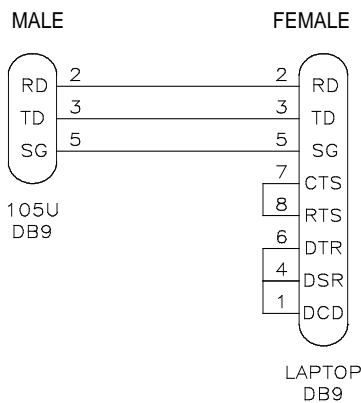 MALE FEMALE
RD 2 2 RD
TD 3 3 TD
SG 5 5 SG
7 CTS
8 RTS
6 DTR
4 DSR
1 DCD
105U
DB9
LAPTOP
DB9